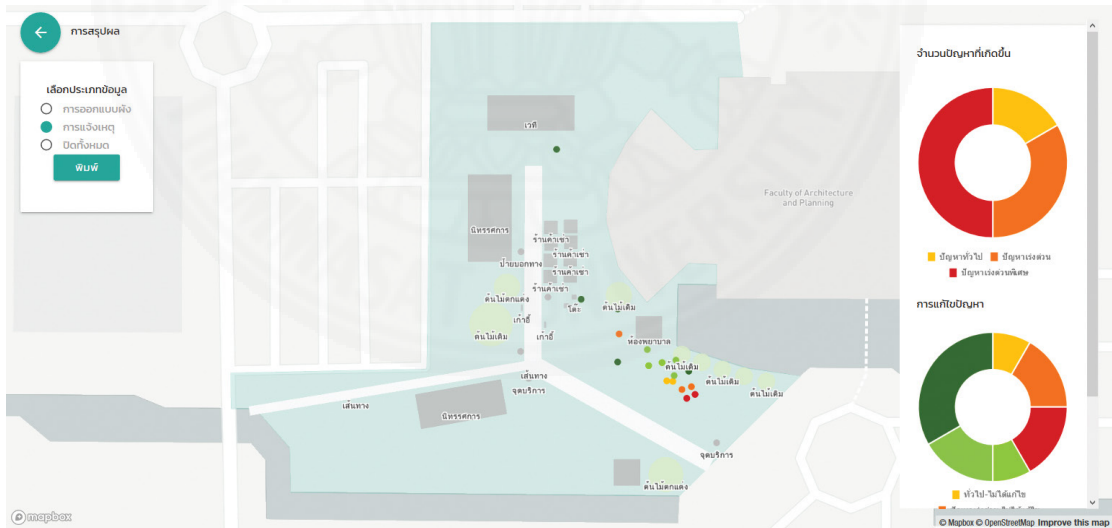 การสรุปผล
เลือกประเภทข้อมูล
การออกแบบผัง
การแจ้งเหตุ
ปิดทั้งหมด
พิมพ์
เวที
นิทรรศการ
ร้านค้าเช่า
ร้านค้าเช่า
ป้ายบอกทาง
ร้านค้าเช่า
ร้านค้าเช่า
ต้นไม้ตกแต่ง
โต๊ะ
ต้นไม้เดิม
เก้าอี้
ต้นไม้เดิม
เก้าอี้
ห้องพยาบาล
ต้นไม้เดิม
เส้นทาง
ต้นไม้เดิม
จุดบริการ
ต้นไม้เดิม
เส้นทาง
นิทรรศการ
จุดบริการ
ต้นไม้ตกแต่ง
Faculty of Architecture
and Planning
จำนวนปัญหาที่เกิดขึ้น
ปัญหาทั่วไป ปัญหาเร่งด่วน
ปัญหาเร่งด่วนพิเศษ
การแก้ไขปัญหา
ทั่วไป-ไม่ได้แก้ไข
mapbox
© Mapbox © OpenStreetMap Improve this map